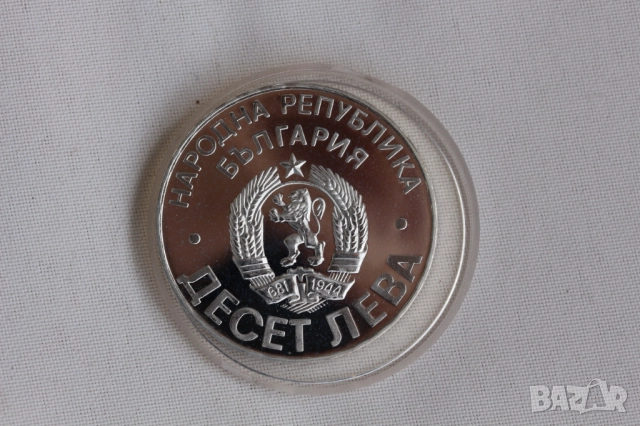 НАРОДНА РЕПУБЛИКА
БЪЛГАРИЯ
681 1944
ДЕСЕТ ЛЕВА
BAZAR